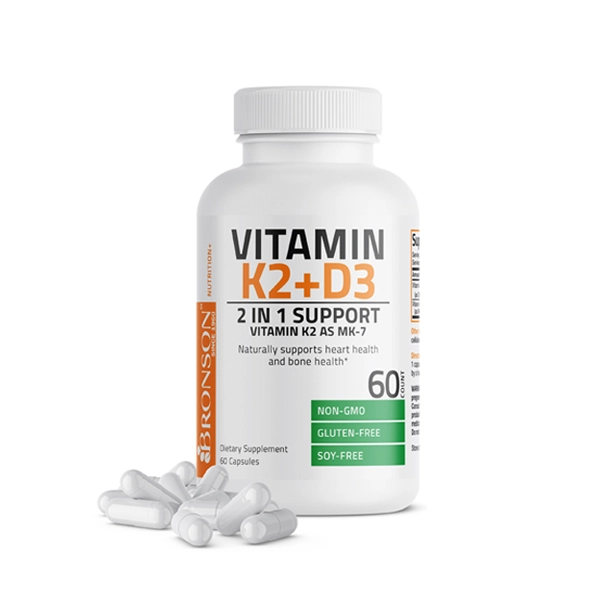 VITAMIN
K2+D3
2 IN 1 SUPPORT
VITAMIN K2 AS MK-7
Naturally supports heart health
and bone health*
60 COUNT
NON-GMO
GLUTEN-FREE
SOY-FREE
Dietary Supplement
60 Capsules
BRONSON
SINCE 1960
NUTRITION+